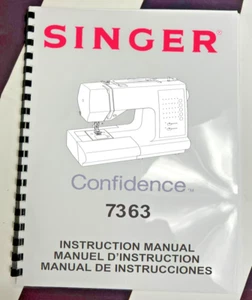 SINGER®
Confidence™
7363
INSTRUCTION MANUAL
MANUEL D'INSTRUCTION
MANUAL DE INSTRUCCIONES